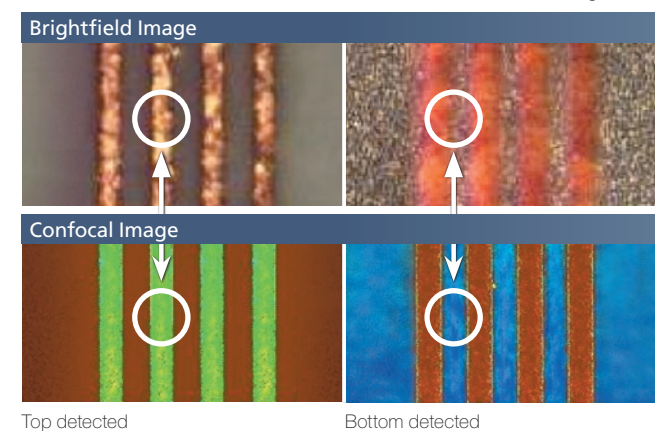 Brightfield Image
Confocal Image
Top detected
Bottom detected